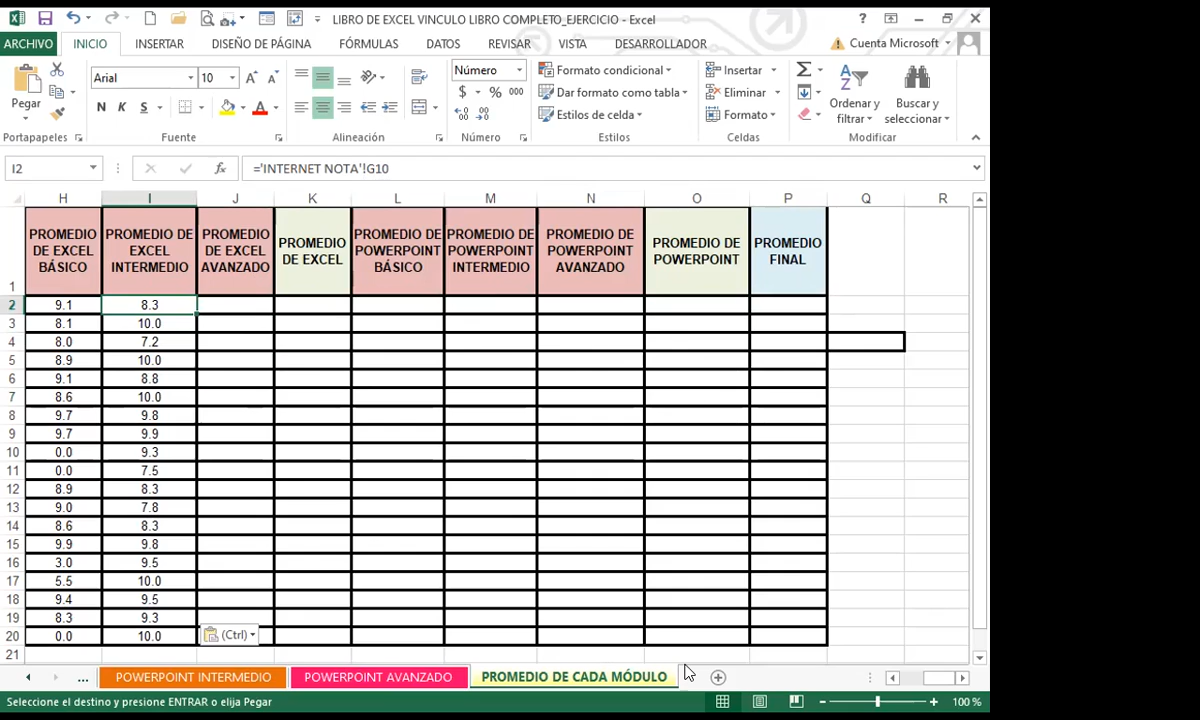 LIBRO DE EXCEL VINCULO LIBRO COMPLETO_EJERCICIO - Excel
ARCHIVO INICIO INSERTAR DISEÑO DE PÁGINA FÓRMULAS DATOS REVISAR VISTA DESARROLLADOR Cuenta Microsoft
Pegar
Arial 10
N K S
Número
$ % 000
Formato condicional
Dar formato como tabla
Estilos de celda
Insertar
Eliminar
Formato
Ordenar y filtrar
Buscar y seleccionar
Portapapeles Fuente Alineación Número Estilos Celdas Modificar
I2 fx ='INTERNET NOTA'!G10
H I J K L M N O P Q R
1 PROMEDIO DE EXCEL BÁSICO PROMEDIO DE EXCEL INTERMEDIO PROMEDIO DE EXCEL AVANZADO PROMEDIO DE EXCEL PROMEDIO DE POWERPOINT BÁSICO PROMEDIO DE POWERPOINT INTERMEDIO PROMEDIO DE POWERPOINT AVANZADO PROMEDIO DE POWERPOINT PROMEDIO FINAL
2 9.1 8.3
3 8.1 10.0
4 8.0 7.2
5 8.9 10.0
6 9.1 8.8
7 8.6 10.0
8 9.7 9.8
9 9.7 9.9
10 0.0 9.3
11 0.0 7.5
12 8.9 8.3
13 9.0 7.8
14 8.6 8.3
15 9.9 9.8
16 3.0 9.5
17 5.5 10.0
18 9.4 9.5
19 8.3 9.3
20 0.0 10.0 (Ctrl)
21
... POWERPOINT INTERMEDIO POWERPOINT AVANZADO PROMEDIO DE CADA MÓDULO
Seleccione el destino y presione ENTRAR o elija Pegar 100 %